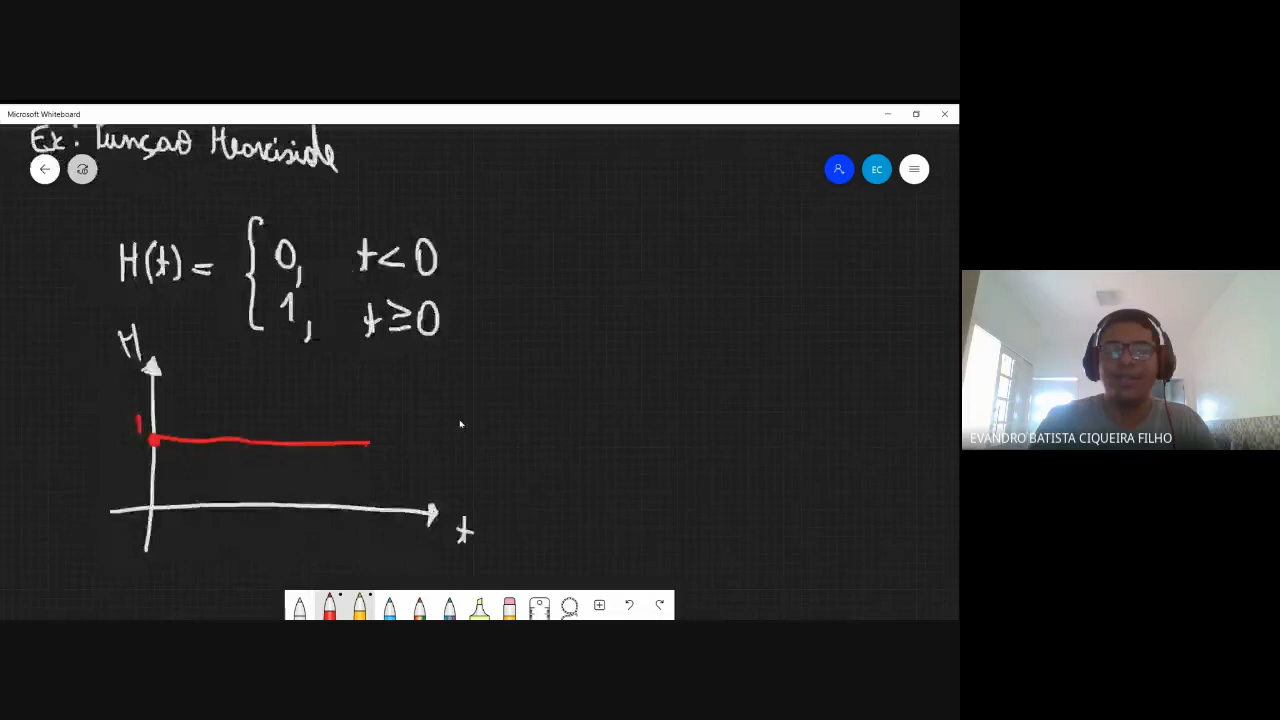 Microsoft Whiteboard
Ex: Função Heaviside
EC
H(t) = { 0, t < 0
1, t ≥ 0
H
1
t
EVANDRO BATISTA CIQUEIRA FILHO